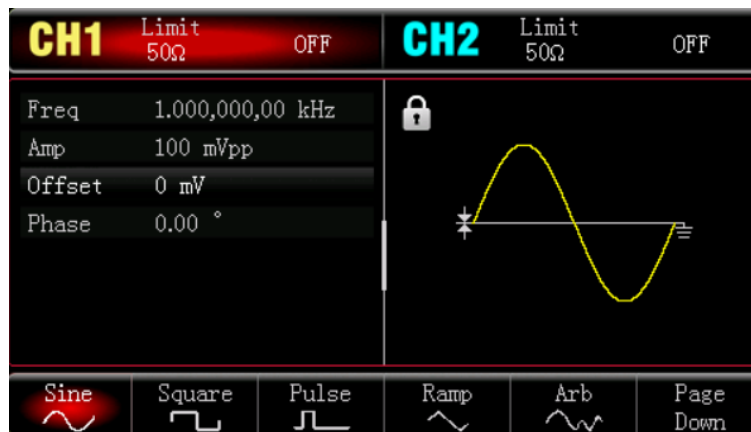 CH1 Limit 50Ω OFF CH2 Limit 50Ω OFF
Freq 1.000,000,00 kHz
Amp 100 mVpp
Offset 0 mV
Phase 0.00 °
Sine Square Pulse Ramp Arb Page Down